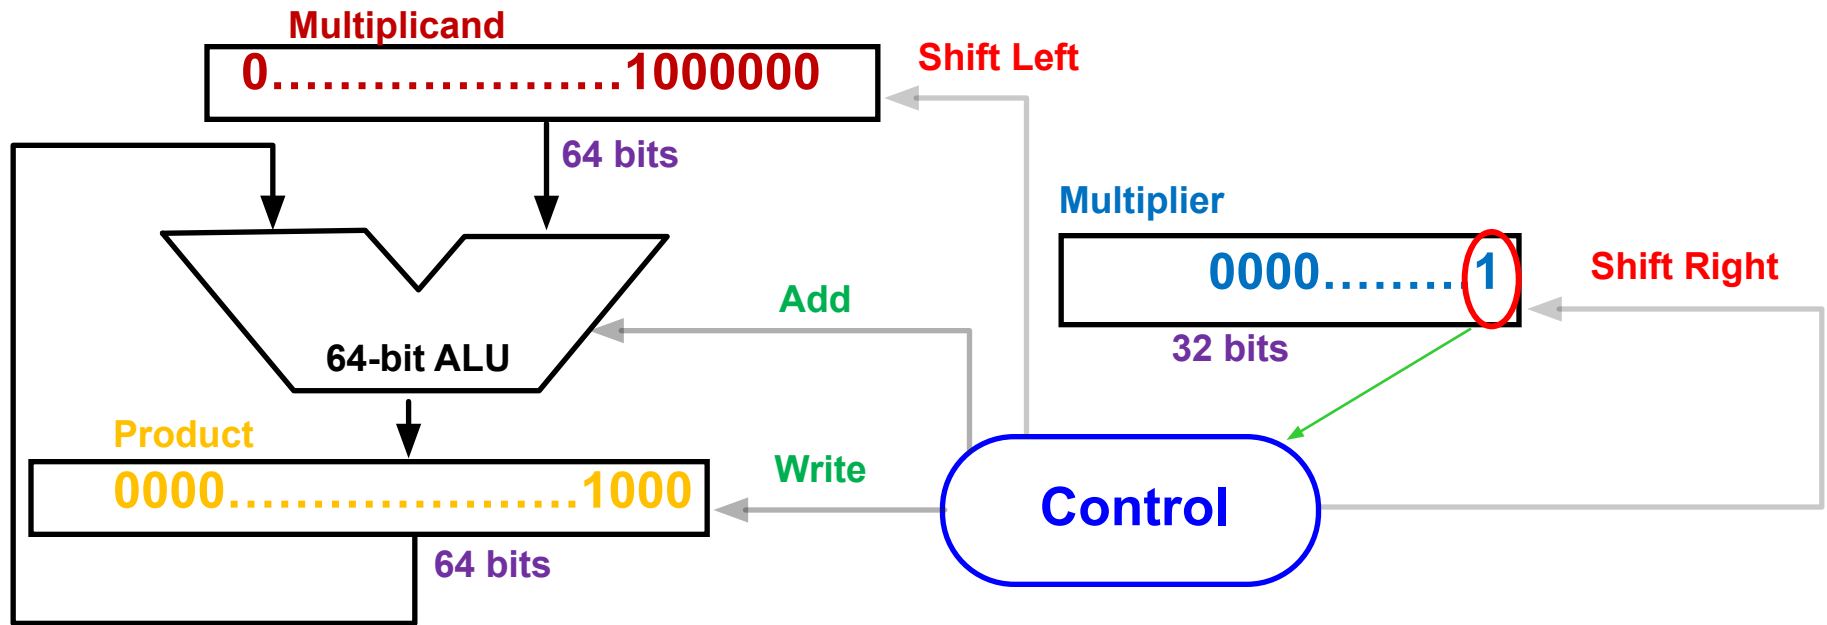 Multiplicand
0.....................1000000
Shift Left
64 bits
Multiplier
0000.........1
Shift Right
Add
32 bits
64-bit ALU
Product
0000.....................1000
Write
Control
64 bits